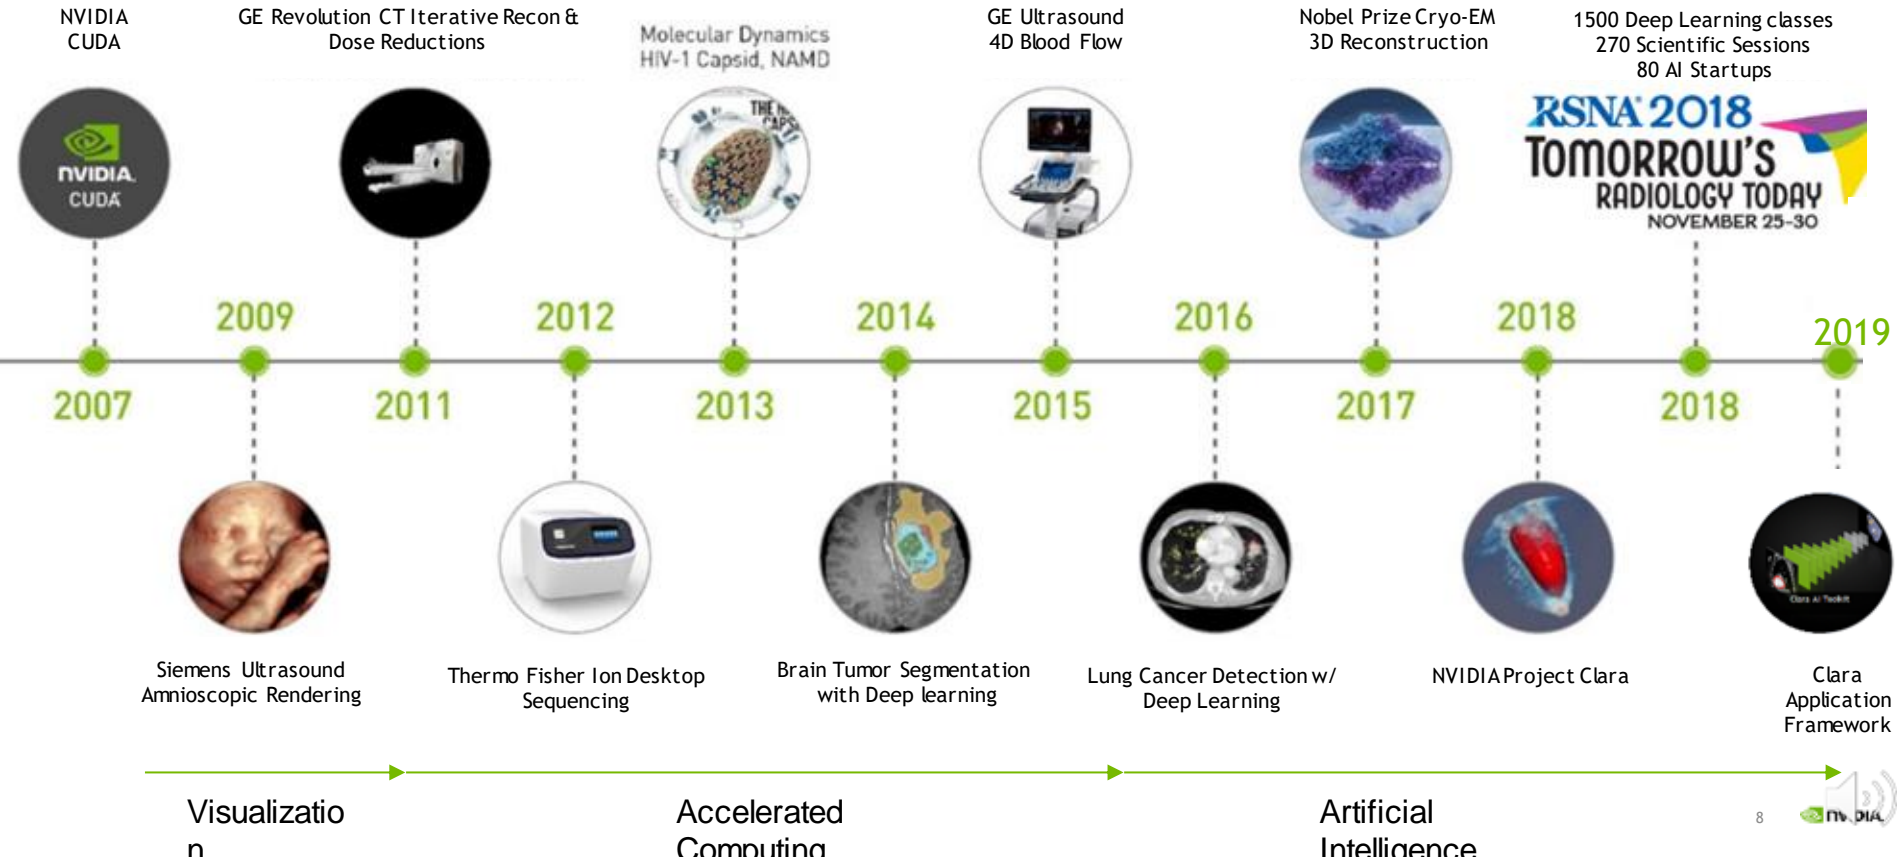 NVIDIA
CUDA
GE Revolution CT Iterative Recon &
Dose Reductions
Molecular Dynamics
HIV-1 Capsid, NAMD
GE Ultrasound
4D Blood Flow
Nobel Prize Cryo-EM
3D Reconstruction
1500 Deep Learning classes
270 Scientific Sessions
80 AI Startups
NVIDIA.
CUDA
RSNA 2018
TOMORROW'S
RADIOLOGY TODAY
NOVEMBER 25-30
2009
2012
2014
2016
2018
2019
2007
2011
2013
2015
2017
2018
Clara AI Toolkit
Siemens Ultrasound
Amnioscopic Rendering
Thermo Fisher Ion Desktop
Sequencing
Brain Tumor Segmentation
with Deep learning
Lung Cancer Detection w/
Deep Learning
NVIDIA Project Clara
Clara
Application
Framework
Visualizatio
n
Accelerated
Computing
Artificial
Intelligence
8
NVIDIA.